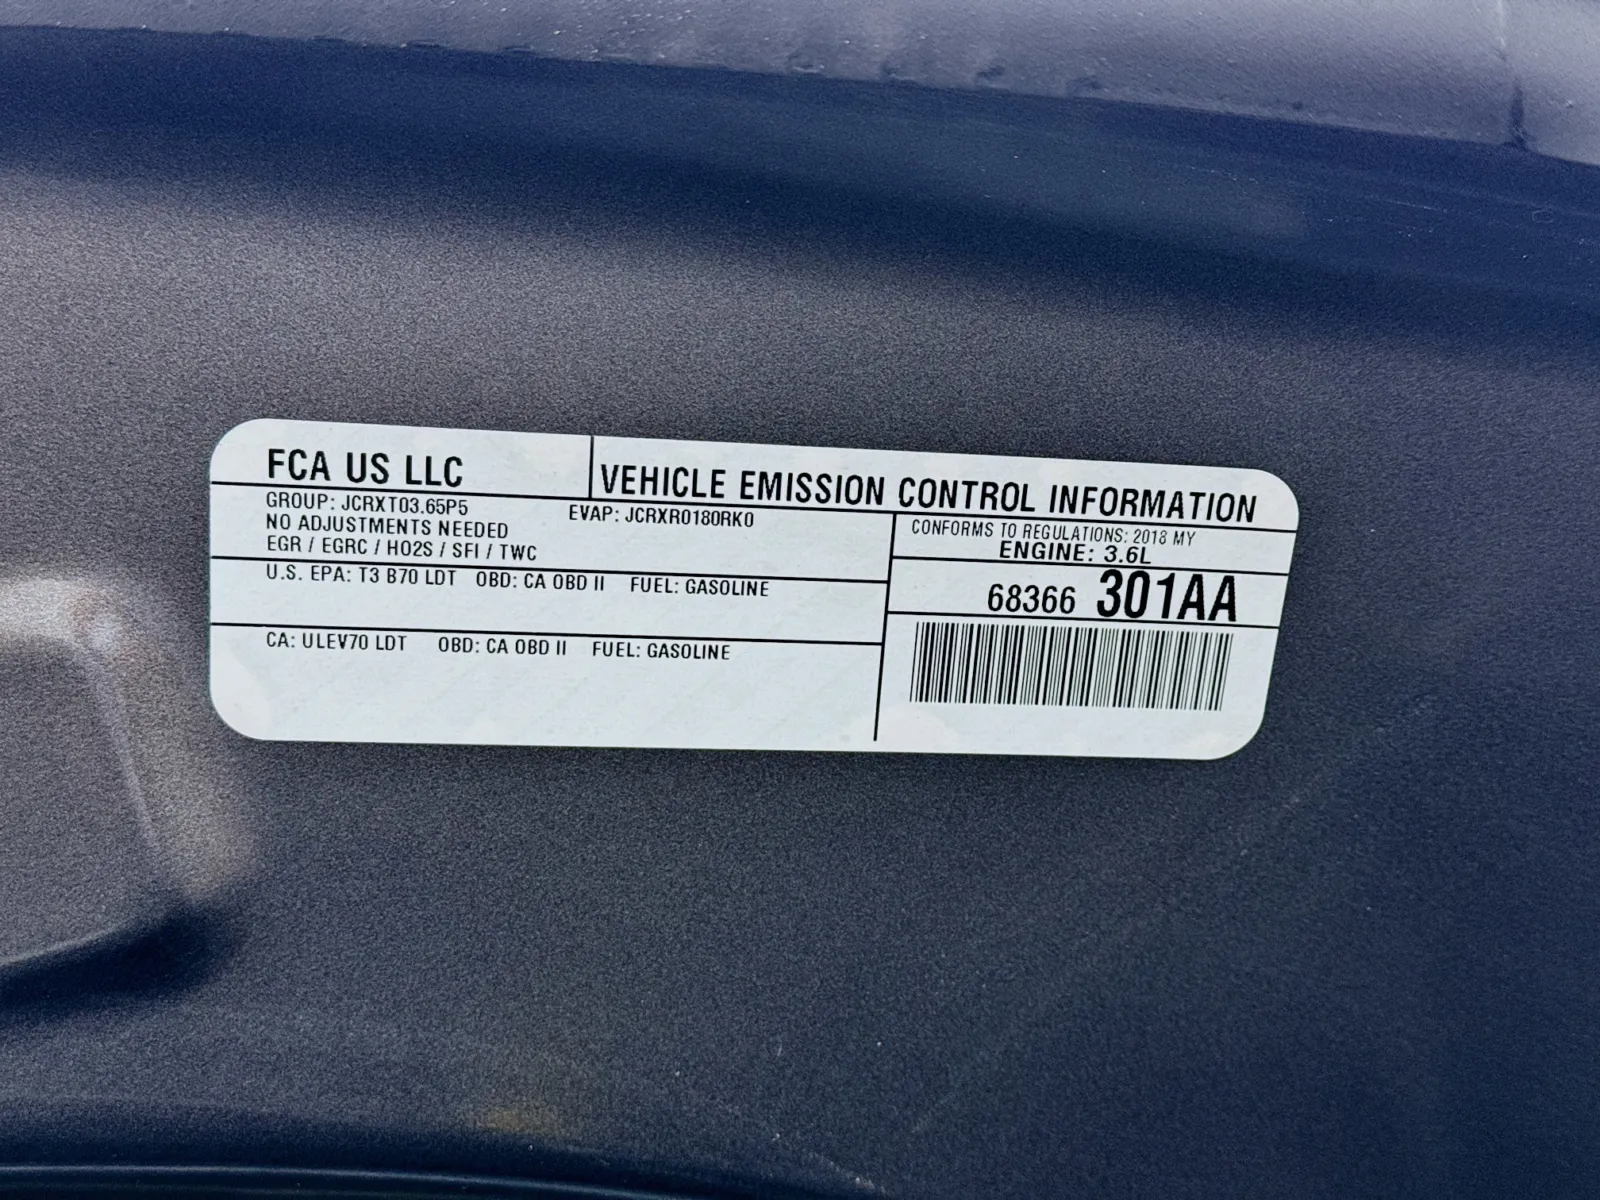 FCA US LLC
VEHICLE EMISSION CONTROL INFORMATION
GROUP: JCRXT03.65P5
EVAP: JCRXR0180RK0
NO ADJUSTMENTS NEEDED
EGR / EGRC / HO2S / SFI / TWC
CONFORMS TO REGULATIONS: 2018 MY
ENGINE: 3.6L
U.S. EPA: T3 B70 LDT OBD: CA OBD II FUEL: GASOLINE
68366 301AA
CA: ULEV70 LDT OBD: CA OBD II FUEL: GASOLINE